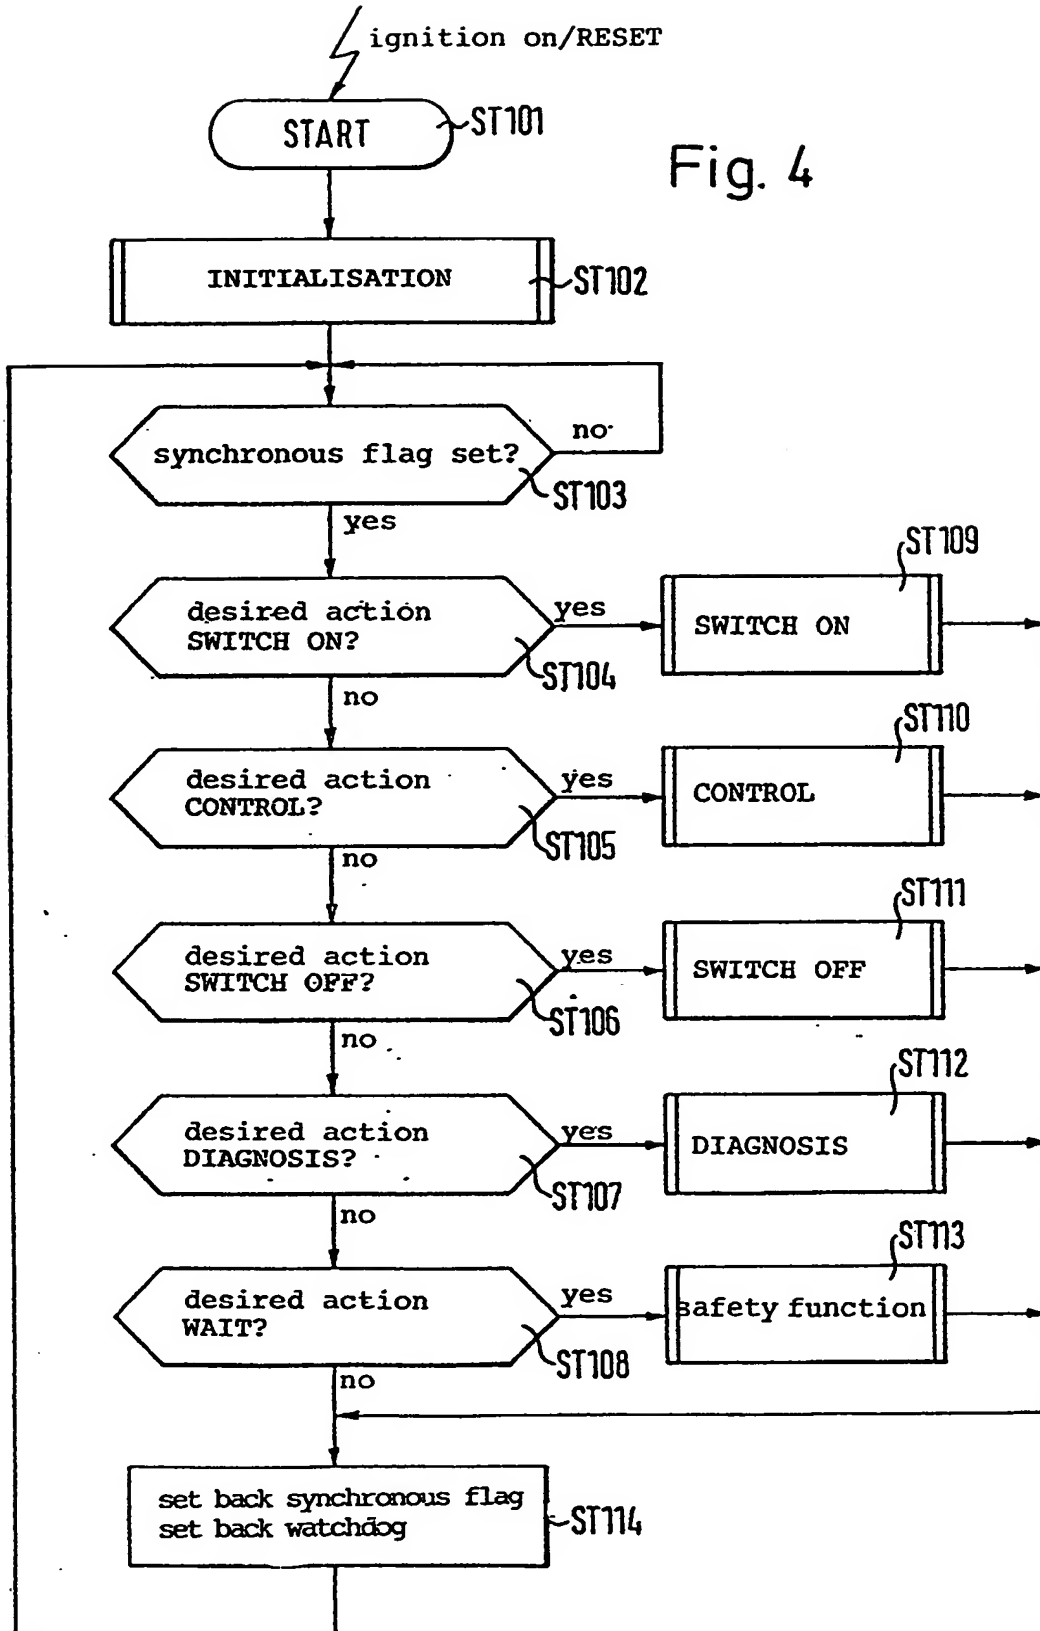 ignition on/RESET
START
ST101
Fig. 4
INITIALISATION
ST102
synchronous flag set?
no
ST103
yes
desired action
SWITCH ON?
yes
ST104
SWITCH ON
ST109
no
desired action
CONTROL?
yes
ST105
CONTROL
ST110
no
desired action
SWITCH OFF?
yes
ST106
SWITCH OFF
ST111
no
desired action
DIAGNOSIS?
yes
ST107
DIAGNOSIS
ST112
no
desired action
WAIT?
yes
ST108
safety function
ST113
no
set back synchronous flag
set back watchdog
ST114